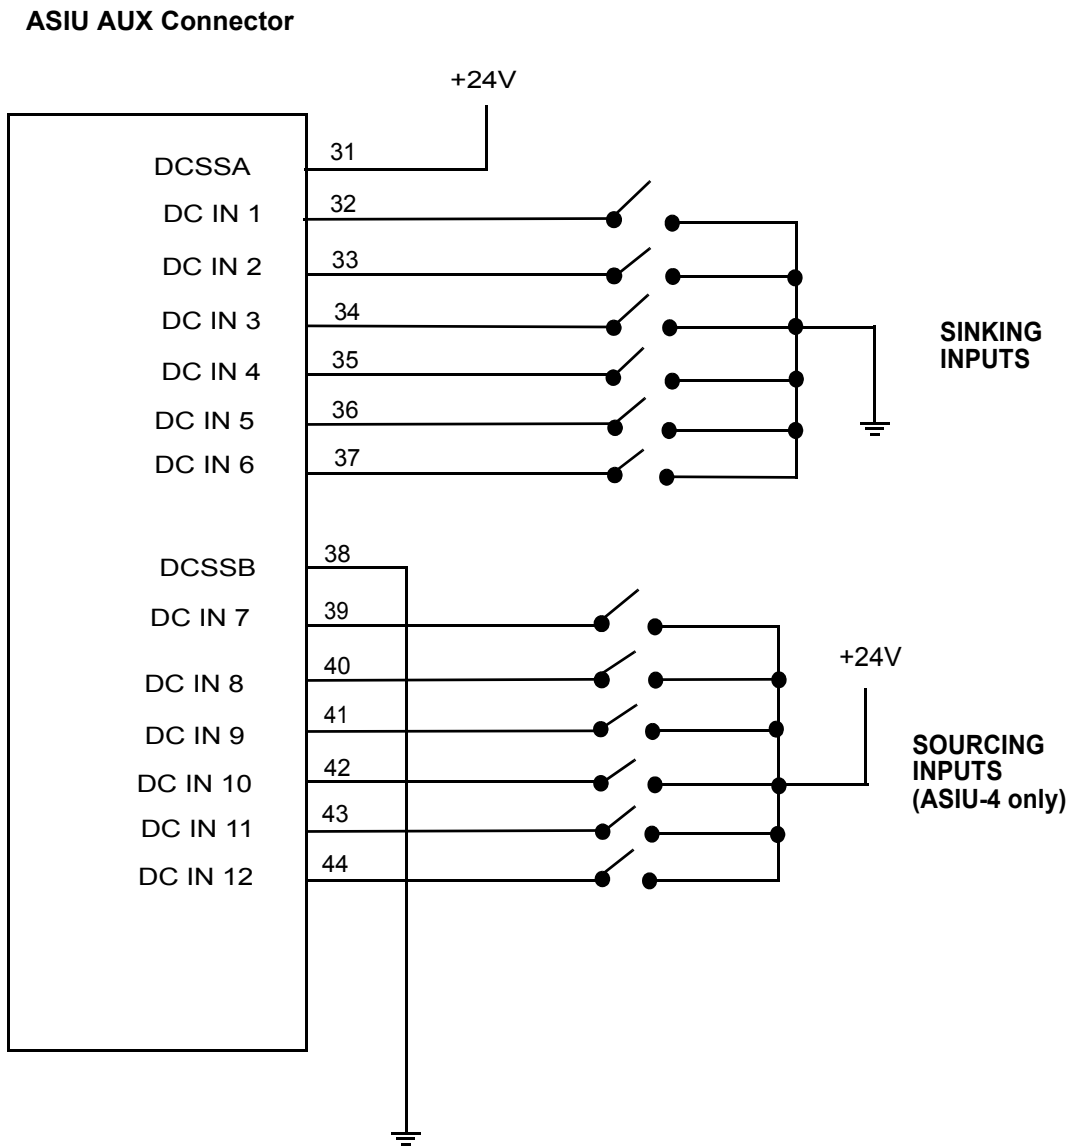 ASIU AUX Connector
+24V
DCSSA 31
DC IN 1 32
DC IN 2 33
DC IN 3 34
DC IN 4 35
DC IN 5 36
DC IN 6 37
SINKING
INPUTS
DCSSB 38
DC IN 7 39
DC IN 8 40
DC IN 9 41
DC IN 10 42
DC IN 11 43
DC IN 12 44
+24V
SOURCING
INPUTS
(ASIU-4 only)